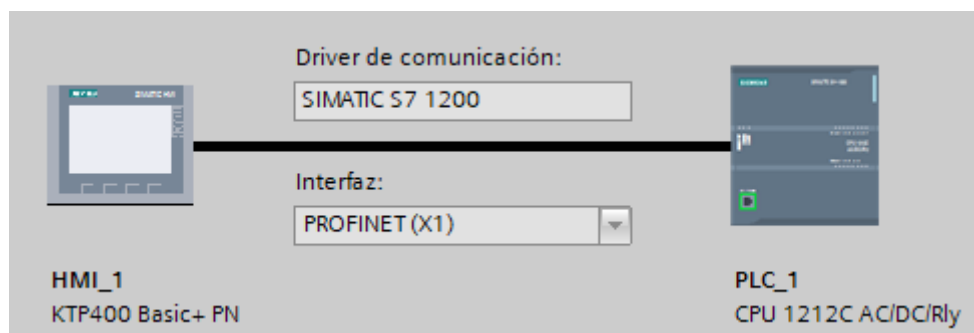 Driver de comunicación:
SIMATIC S7 1200
Interfaz:
PROFINET (X1)
HMI_1
KTP400 Basic+ PN
PLC_1
CPU 1212C AC/DC/Rly